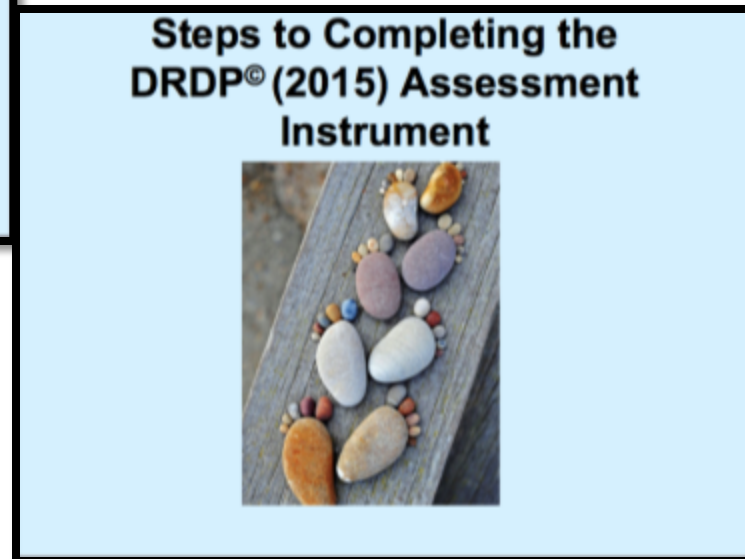 Steps to Completing the
DRDP© (2015) Assessment
Instrument